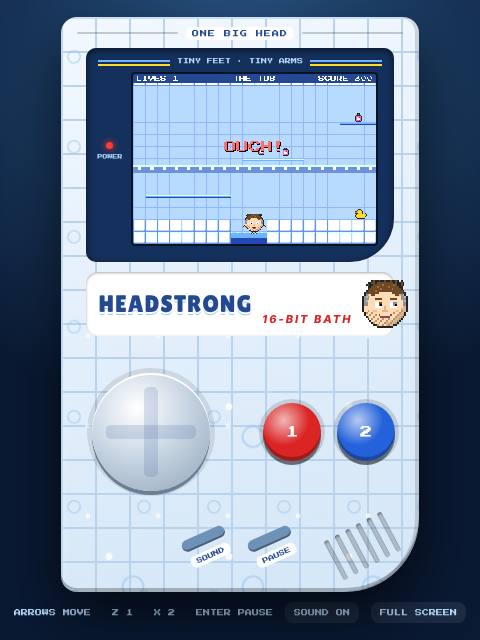 ONE BIG HEAD
TINY FEET · TINY ARMS
LIVES 1 THE TUB SCORE 300
OUCH!
POWER
HEADSTRONG
16-BIT BATH
1 2
SOUND PAUSE
ARROWS MOVE Z 1 X 2 ENTER PAUSE SOUND ON FULL SCREEN